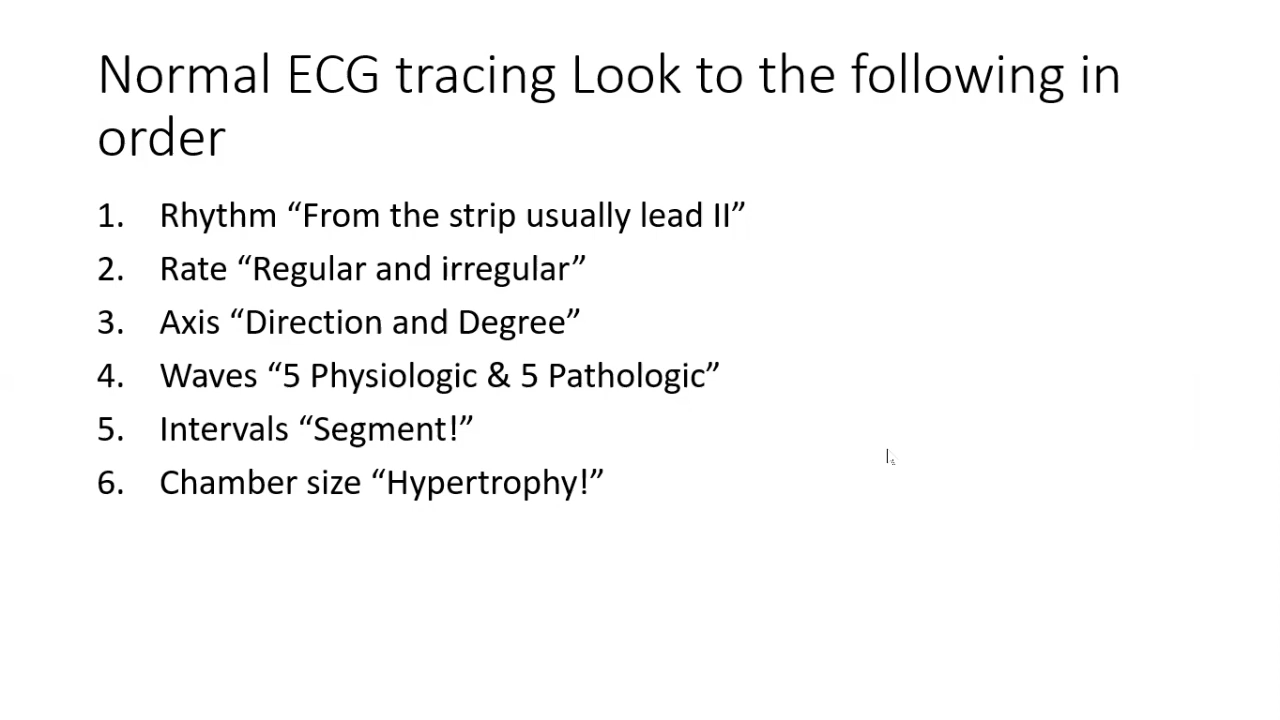 Normal ECG tracing Look to the following in
order
1. Rhythm “From the strip usually lead II”
2. Rate “Regular and irregular”
3. Axis “Direction and Degree”
4. Waves “5 Physiologic & 5 Pathologic”
5. Intervals “Segment!”
6. Chamber size “Hypertrophy!”